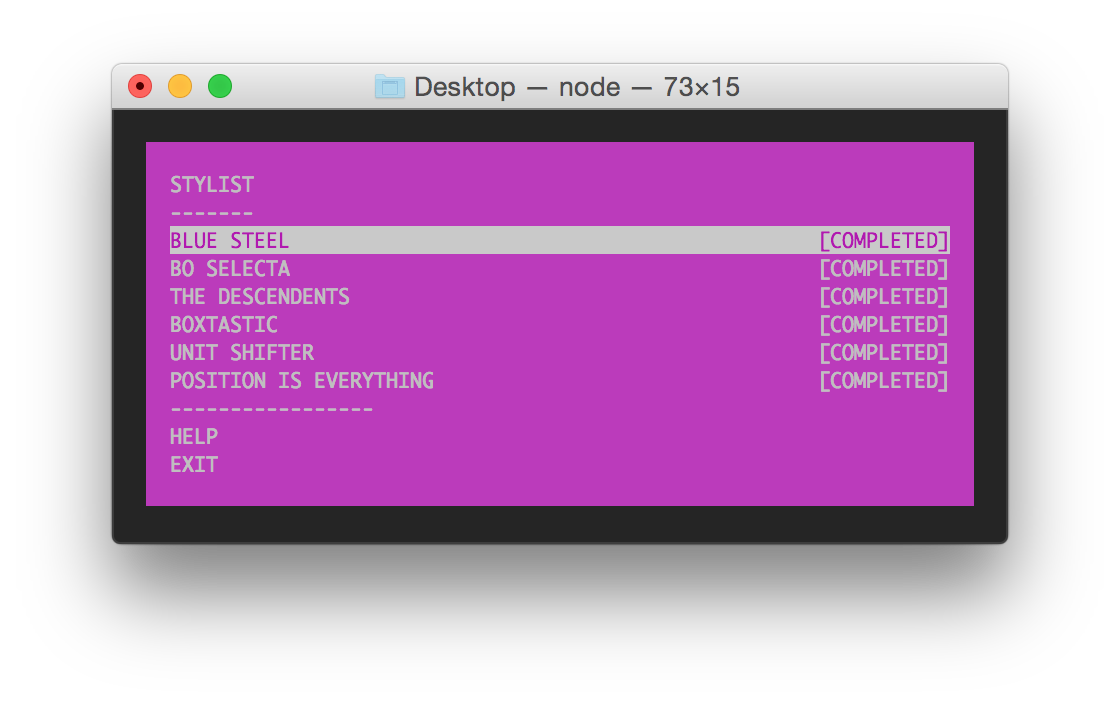 Desktop — node — 73×15
STYLIST
-------
BLUE STEEL [COMPLETED]
BO SELECTA [COMPLETED]
THE DESCENDENTS [COMPLETED]
BOXTASTIC [COMPLETED]
UNIT SHIFTER [COMPLETED]
POSITION IS EVERYTHING [COMPLETED]
-----------------
HELP
EXIT